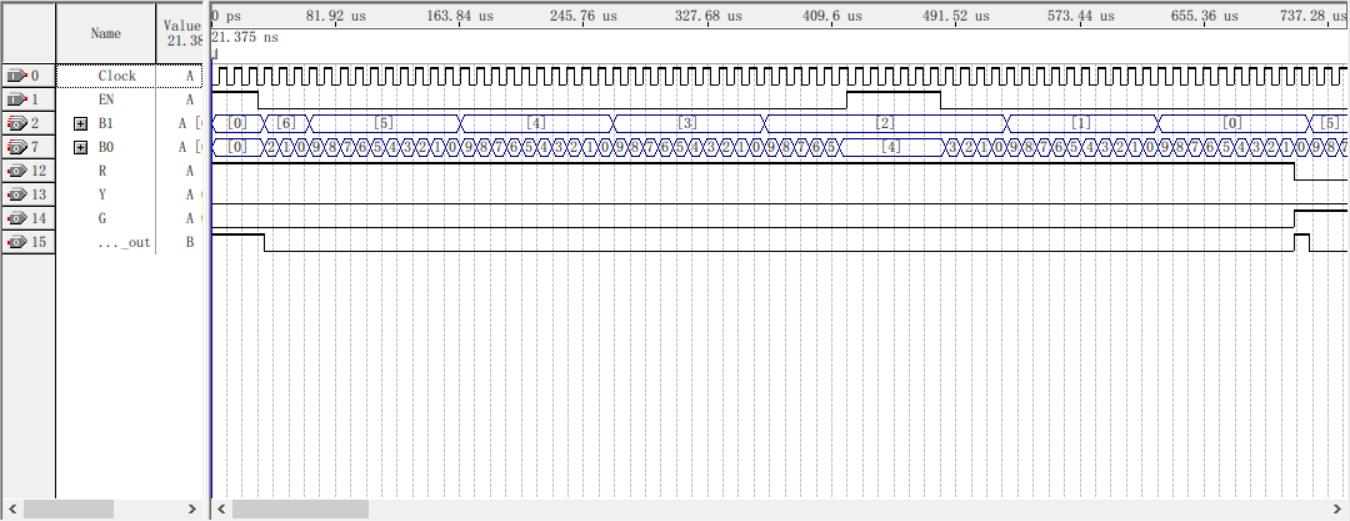 Name Value 21.38
0 ps 81.92 us 163.84 us 245.76 us 327.68 us 409.6 us 491.52 us 573.44 us 655.36 us 737.28 us
21.375 ns
0 Clock A
1 EN A
2 B1 A [ [0] [6] [5] [4] [3] [2] [1] [0] [5]
7 B0 A [ [0] 2 1 0 9 8 7 6 5 4 3 2 1 0 9 8 7 6 5 4 3 2 1 0 9 8 7 6 5 4 3 2 1 0 9 8 7 6 5 [4] 3 2 1 0 9 8 7 6 5 4 3 2 1 0 9 8 7 6 5 4 3 2 1 0 9 8 7
12 R A
13 Y A
14 G A
15 ..._out B